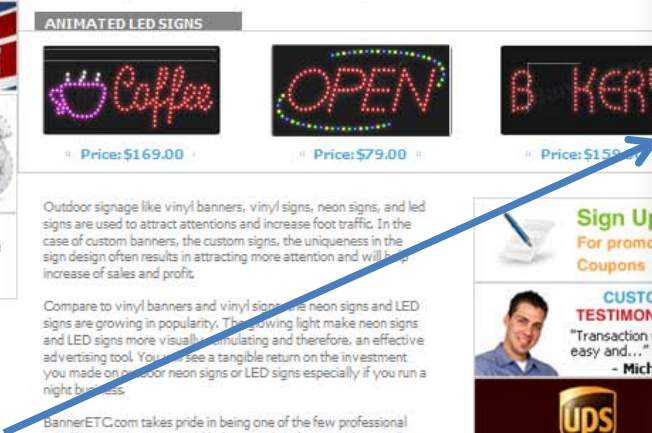 ANIMATED LED SIGNS
Coffee
OPEN
B KERY
Price:$169.00
Price:$79.00
Price:$159
Outdoor signage like vinyl banners, vinyl signs, neon signs, and led
signs are used to attract attentions and increase foot traffic. In the
case of custom banners, the custom signs, the uniqueness in the
sign design often results in attracting more attention and will help
increase of sales and profit.
Compare to vinyl banners and vinyl signs, the neon signs and LED
signs are growing in popularity. The glowing light make neon signs
and LED signs more visually stimulating and therefore, an effective
advertising tool. You will see a tangible return on the investment
you made on outdoor neon signs or LED signs especially if you run a
night business.
BannerETC.com takes pride in being one of the few professional
Sign Up
For promo
Coupons
CUSTO
TESTIMON
"Transaction
easy and..."
- Mich
ups